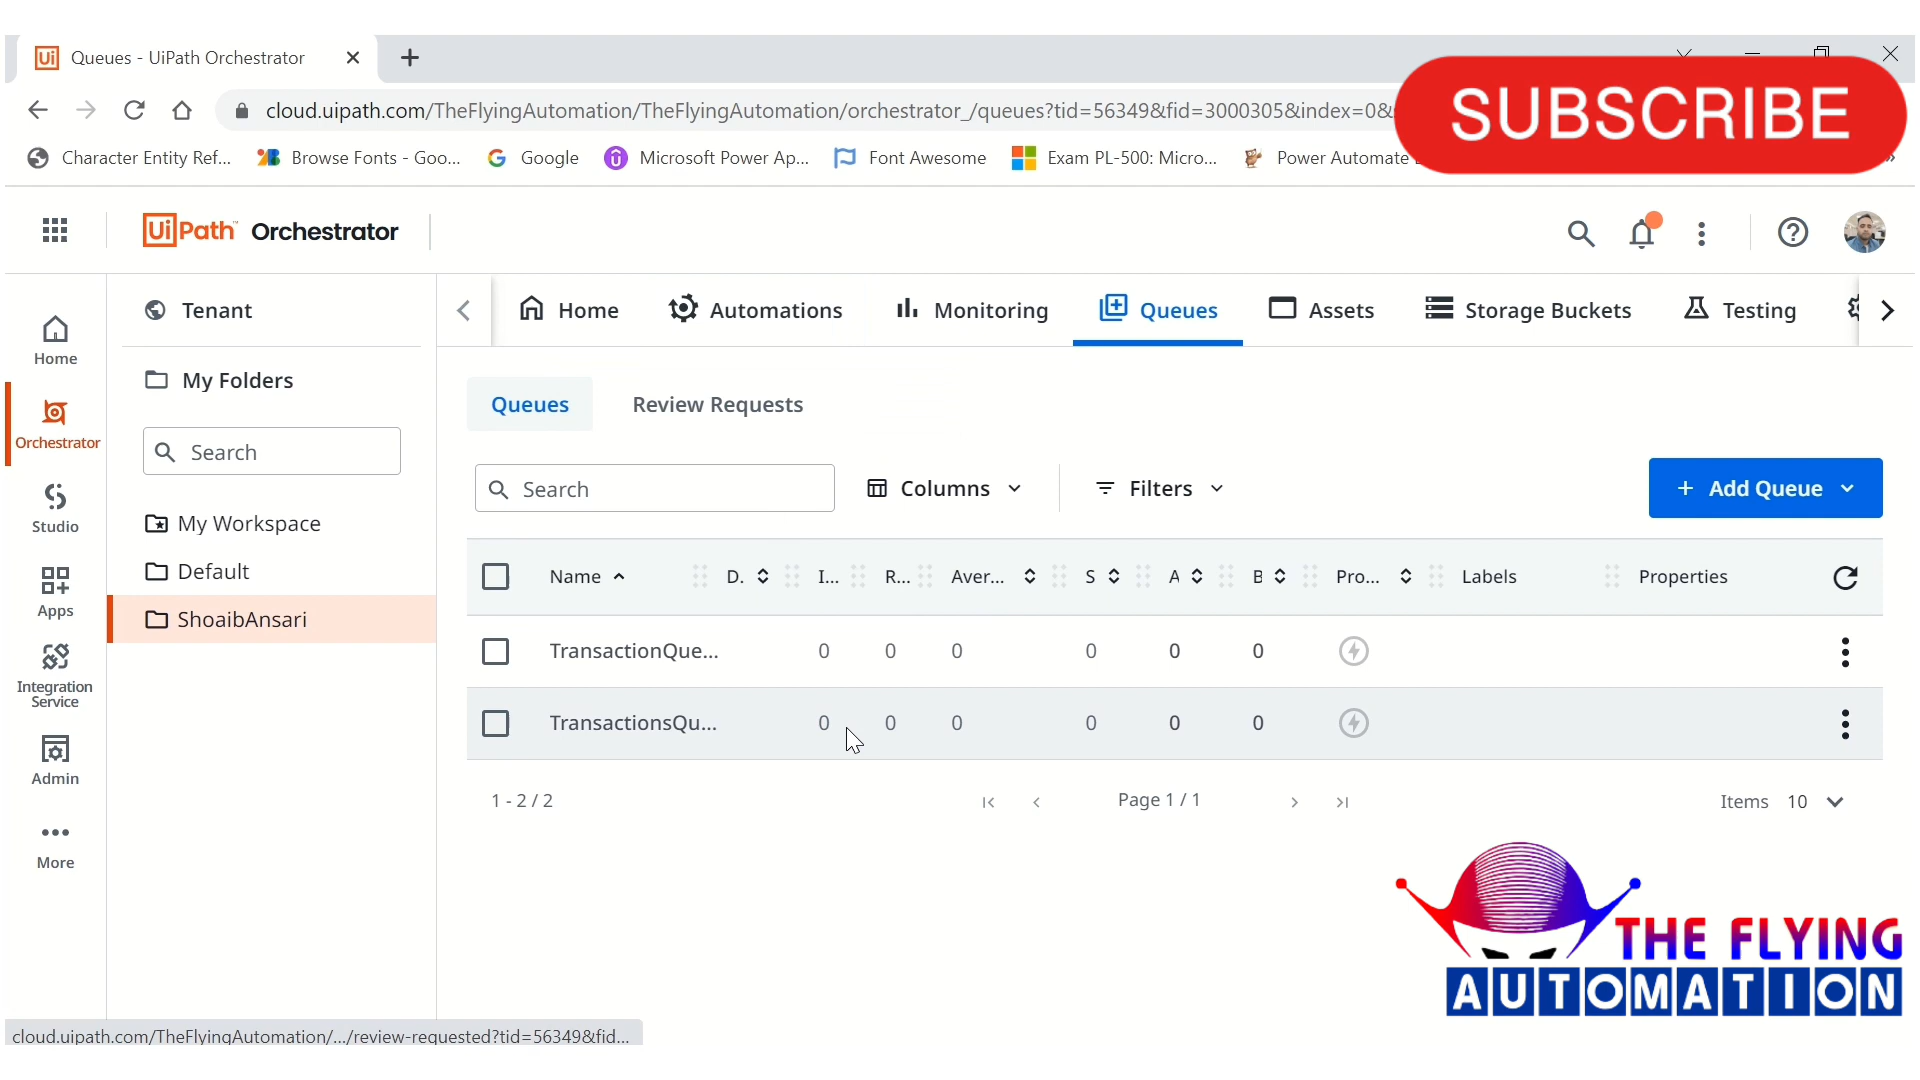 Queues - UiPath Orchestrator
cloud.uipath.com/TheFlyingAutomation/TheFlyingAutomation/orchestrator_/queues?tid=56349&fid=3000305&index=0&
SUBSCRIBE
Character Entity Ref...
Browse Fonts - Goo...
Google
Microsoft Power Ap...
Font Awesome
Exam PL-500: Micro...
Power Automate
UiPath Orchestrator
Tenant
Home
Automations
Monitoring
Queues
Assets
Storage Buckets
Testing
Home
Orchestrator
Studio
Apps
Integration
Service
Admin
More
My Folders
Search
My Workspace
Default
ShoaibAnsari
Queues
Review Requests
Search
Columns
Filters
+ Add Queue
Name D. I... R... Aver... S A B Pro... Labels Properties
TransactionQue... 0 0 0 0 0 0
TransactionsQu... 0 0 0 0 0 0
1 - 2 / 2
Page 1 / 1
Items 10
THE FLYING
AUTOMATION
cloud.uipath.com/TheFlyingAutomation/.../review-requested?tid=56349&fid...